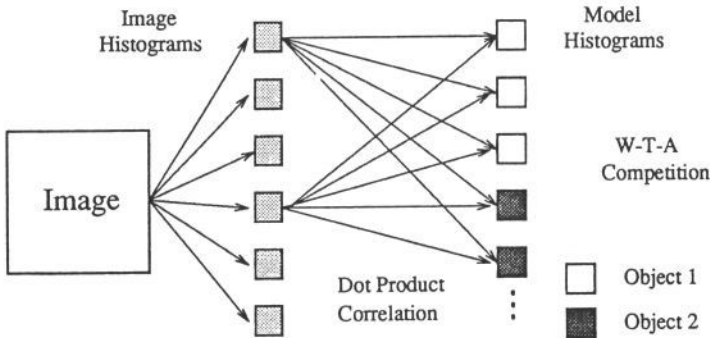 Image
Histograms
Model
Histograms
W-T-A
Competition
Image
Dot Product
Correlation
Object 1
Object 2